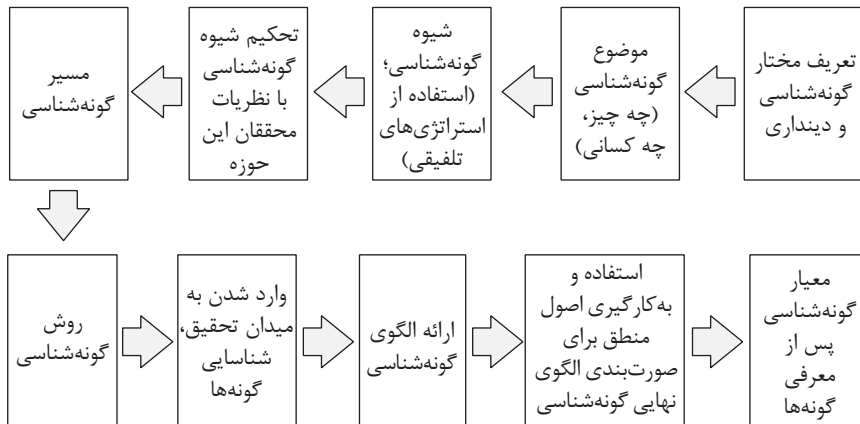 تعریف مختار
گونه‌شناسی
و دینداری
موضوع
گونه‌شناسی
(چه چیز،
چه کسانی)
شیوه
گونه‌شناسی؛
(استفاده از
استراتژی‌های
تلفیقی)
تحکیم شیوه
گونه‌شناسی
با نظریات
محققان این
حوزه
مسیر
گونه‌شناسی
روش
گونه‌شناسی
وارد شدن به
میدان تحقیق،
شناسایی
گونه‌ها
ارائه الگوی
گونه‌شناسی
استفاده و
به‌کارگیری اصول
منطق برای
صورت‌بندی الگوی
نهایی گونه‌شناسی
معیار
گونه‌شناسی
پس از
معرفی
گونه‌ها